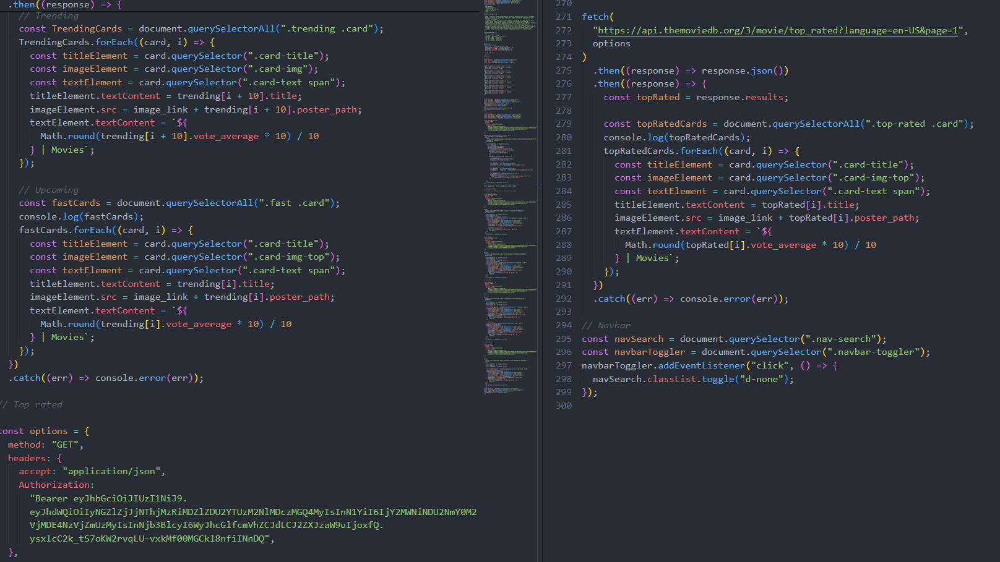 .then((response) => {
// Trending
const TrendingCards = document.querySelectorAll(".trending .card");
TrendingCards.forEach((card, i) => {
const titleElement = card.querySelector(".card-title");
const imageElement = card.querySelector(".card-img");
const textElement = card.querySelector(".card-text span");
titleElement.textContent = trending[i + 10].title;
imageElement.src = image_link + trending[i + 10].poster_path;
textElement.textContent = `${
Math.round(trending[i + 10].vote_average * 10) / 10
} | Movies`;
});
// Upcoming
const fastCards = document.querySelectorAll(".fast .card");
console.log(fastCards);
fastCards.forEach((card, i) => {
const titleElement = card.querySelector(".card-title");
const imageElement = card.querySelector(".card-img-top");
const textElement = card.querySelector(".card-text span");
titleElement.textContent = trending[i].title;
imageElement.src = image_link + trending[i].poster_path;
textElement.textContent = `${
Math.round(trending[i].vote_average * 10) / 10
} | Movies`;
});
})
.catch((err) => console.error(err));
// Top rated
const options = {
method: "GET",
headers: {
accept: "application/json",
Authorization:
"Bearer eyJhbGciOiJIUzI1NiJ9.
eyJhdWQiOiIyNGZlZjJjNThjMzRiMDZlZDU2YTUzM2NlMDczMGQ4MyIsInN1YiI6IjY2MWNiNDU2NmY0M2
VjMDE4NzVjZmUzMyIsInNjb3BlcyI6WyJhcGlfcmVhZCJdLCJ2ZXJzaW9uIjoxfQ.
ysxlcC2k_tS7oKW2rvqLU-vxkMf00MGCkl8nfiINnDQ",
},
270
271 fetch(
272 "https://api.themoviedb.org/3/movie/top_rated?language=en-US&page=1",
273 options
274 )
275 .then((response) => response.json())
276 .then((response) => {
277 const topRated = response.results;
278
279 const topRatedCards = document.querySelectorAll(".top-rated .card");
280 console.log(topRatedCards);
281 topRatedCards.forEach((card, i) => {
282 const titleElement = card.querySelector(".card-title");
283 const imageElement = card.querySelector(".card-img-top");
284 const textElement = card.querySelector(".card-text span");
285 titleElement.textContent = topRated[i].title;
286 imageElement.src = image_link + topRated[i].poster_path;
287 textElement.textContent = `${
288 Math.round(topRated[i].vote_average * 10) / 10
289 } | Movies`;
290 });
291 })
292 .catch((err) => console.error(err));
293
294 // Navbar
295 const navSearch = document.querySelector(".nav-search");
296 const navbarToggler = document.querySelector(".navbar-toggler");
297 navbarToggler.addEventListener("click", () => {
298 navSearch.classList.toggle("d-none");
299 });
300